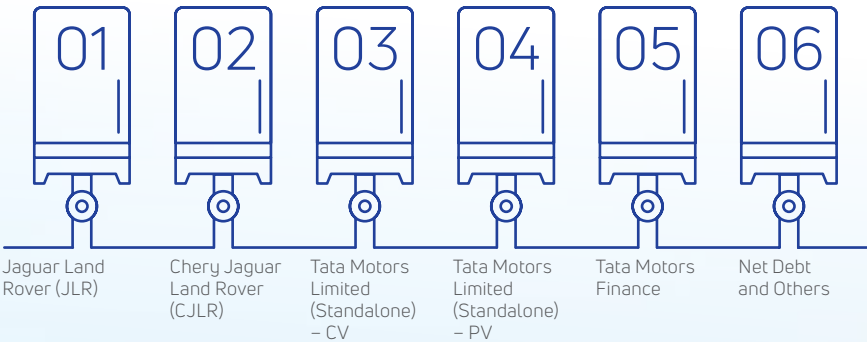 01
02
03
04
05
06
Jaguar Land
Rover (JLR)
Chery Jaguar
Land Rover
(CJLR)
Tata Motors
Limited
(Standalone)
– CV
Tata Motors
Limited
(Standalone)
– PV
Tata Motors
Finance
Net Debt
and Others